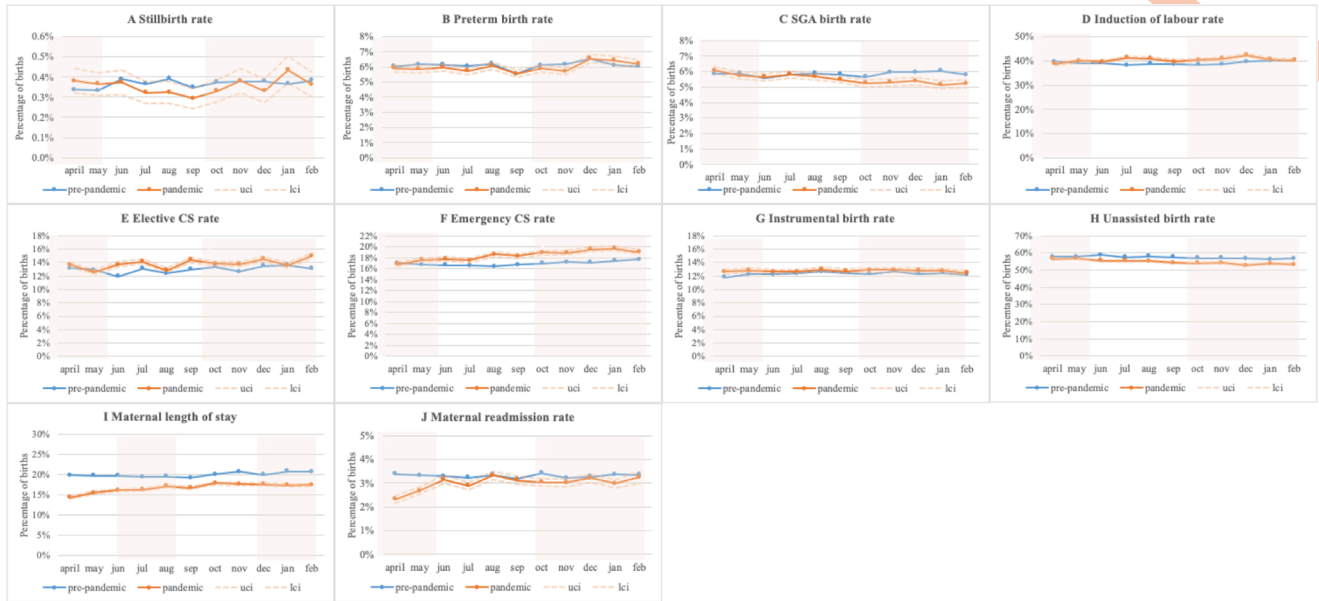 A Stillbirth rate
Percentage of births
0.6%
0.5%
0.4%
0.3%
0.2%
0.1%
0.0%
april may jun jul aug sep oct nov dec jan feb
pre-pandemic pandemic uci lci
B Preterm birth rate
Percentage of births
8%
7%
6%
5%
4%
3%
2%
1%
0%
april may jun jul aug sep oct nov dec jan feb
pre-pandemic pandemic uci lci
C SGA birth rate
Percentage of births
8%
7%
6%
5%
4%
3%
2%
1%
0%
april may jun jul aug sep oct nov dec jan feb
pre-pandemic pandemic uci lci
D Induction of labour rate
Percentage of births
50%
40%
30%
20%
10%
0%
april may jun jul aug sep oct nov dec jan feb
pre-pandemic pandemic uci lci
E Elective CS rate
Percentage of births
18%
16%
14%
12%
10%
8%
6%
4%
2%
0%
april may jun jul aug sep oct nov dec jan feb
pre-pandemic pandemic uci lci
F Emergency CS rate
Percentage of births
22%
20%
18%
16%
14%
12%
10%
8%
6%
4%
2%
0%
april may jun jul aug sep oct nov dec jan feb
pre-pandemic pandemic uci lci
G Instrumental birth rate
Percentage of births
18%
16%
14%
12%
10%
8%
6%
4%
2%
0%
april may jun jul aug sep oct nov dec jan feb
pre-pandemic pandemic uci lci
H Unassisted birth rate
Percentage of births
70%
60%
50%
40%
30%
20%
10%
0%
april may jun jul aug sep oct nov dec jan feb
pre-pandemic pandemic uci lci
I Maternal length of stay
Percentage of births
30%
25%
20%
15%
10%
5%
0%
april may jun jul aug sep oct nov dec jan feb
pre-pandemic pandemic uci lci
J Maternal readmission rate
Percentage of births
5%
4%
3%
2%
1%
0%
april may jun jul aug sep oct nov dec jan feb
pre-pandemic pandemic uci lci